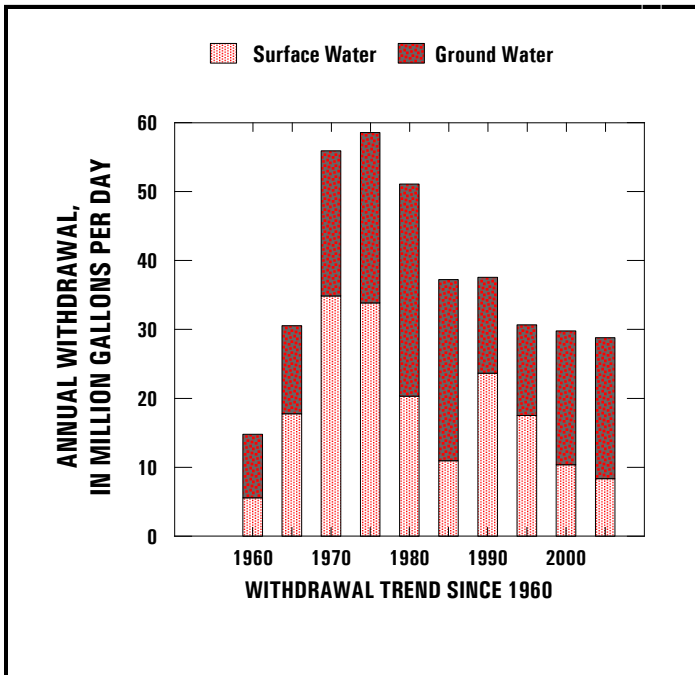 Surface Water Ground Water
60
50
40
30
20
10
0
ANNUAL WITHDRAWAL,
IN MILLION GALLONS PER DAY
1960 1970 1980 1990 2000
WITHDRAWAL TREND SINCE 1960